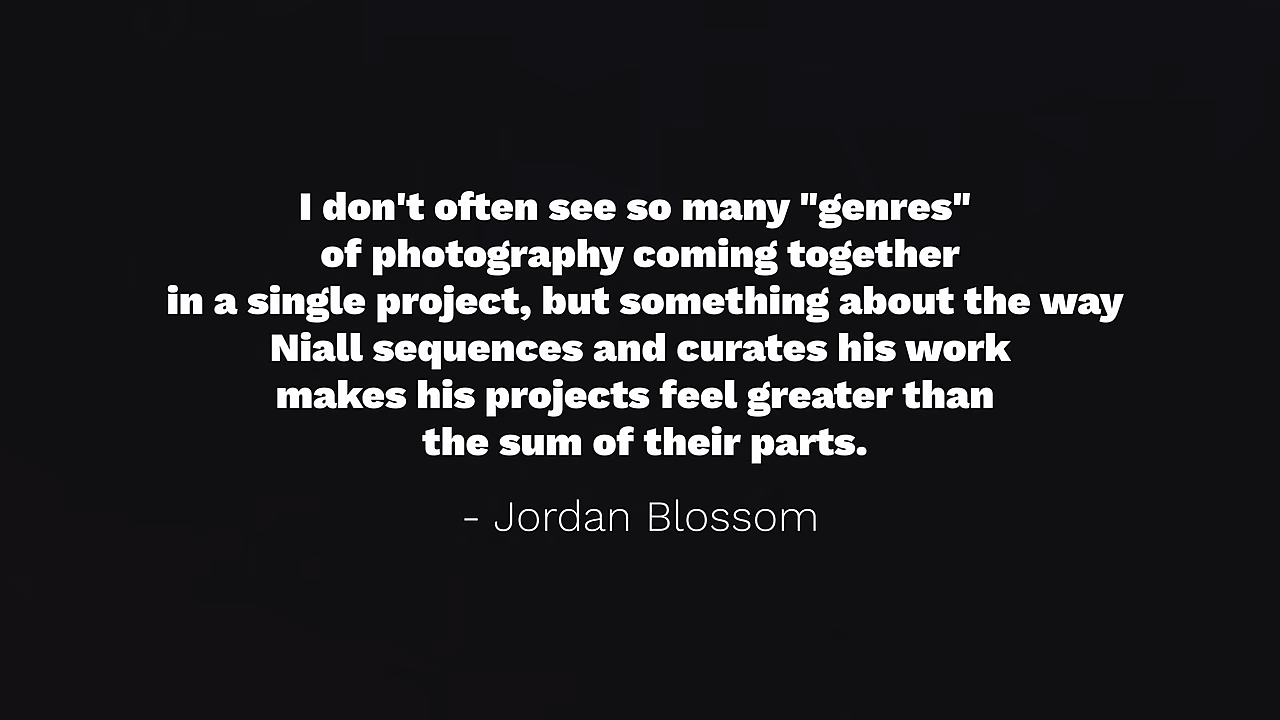 I don't often see so many "genres"
of photography coming together
in a single project, but something about the way
Niall sequences and curates his work
makes his projects feel greater than
the sum of their parts.
- Jordan Blossom